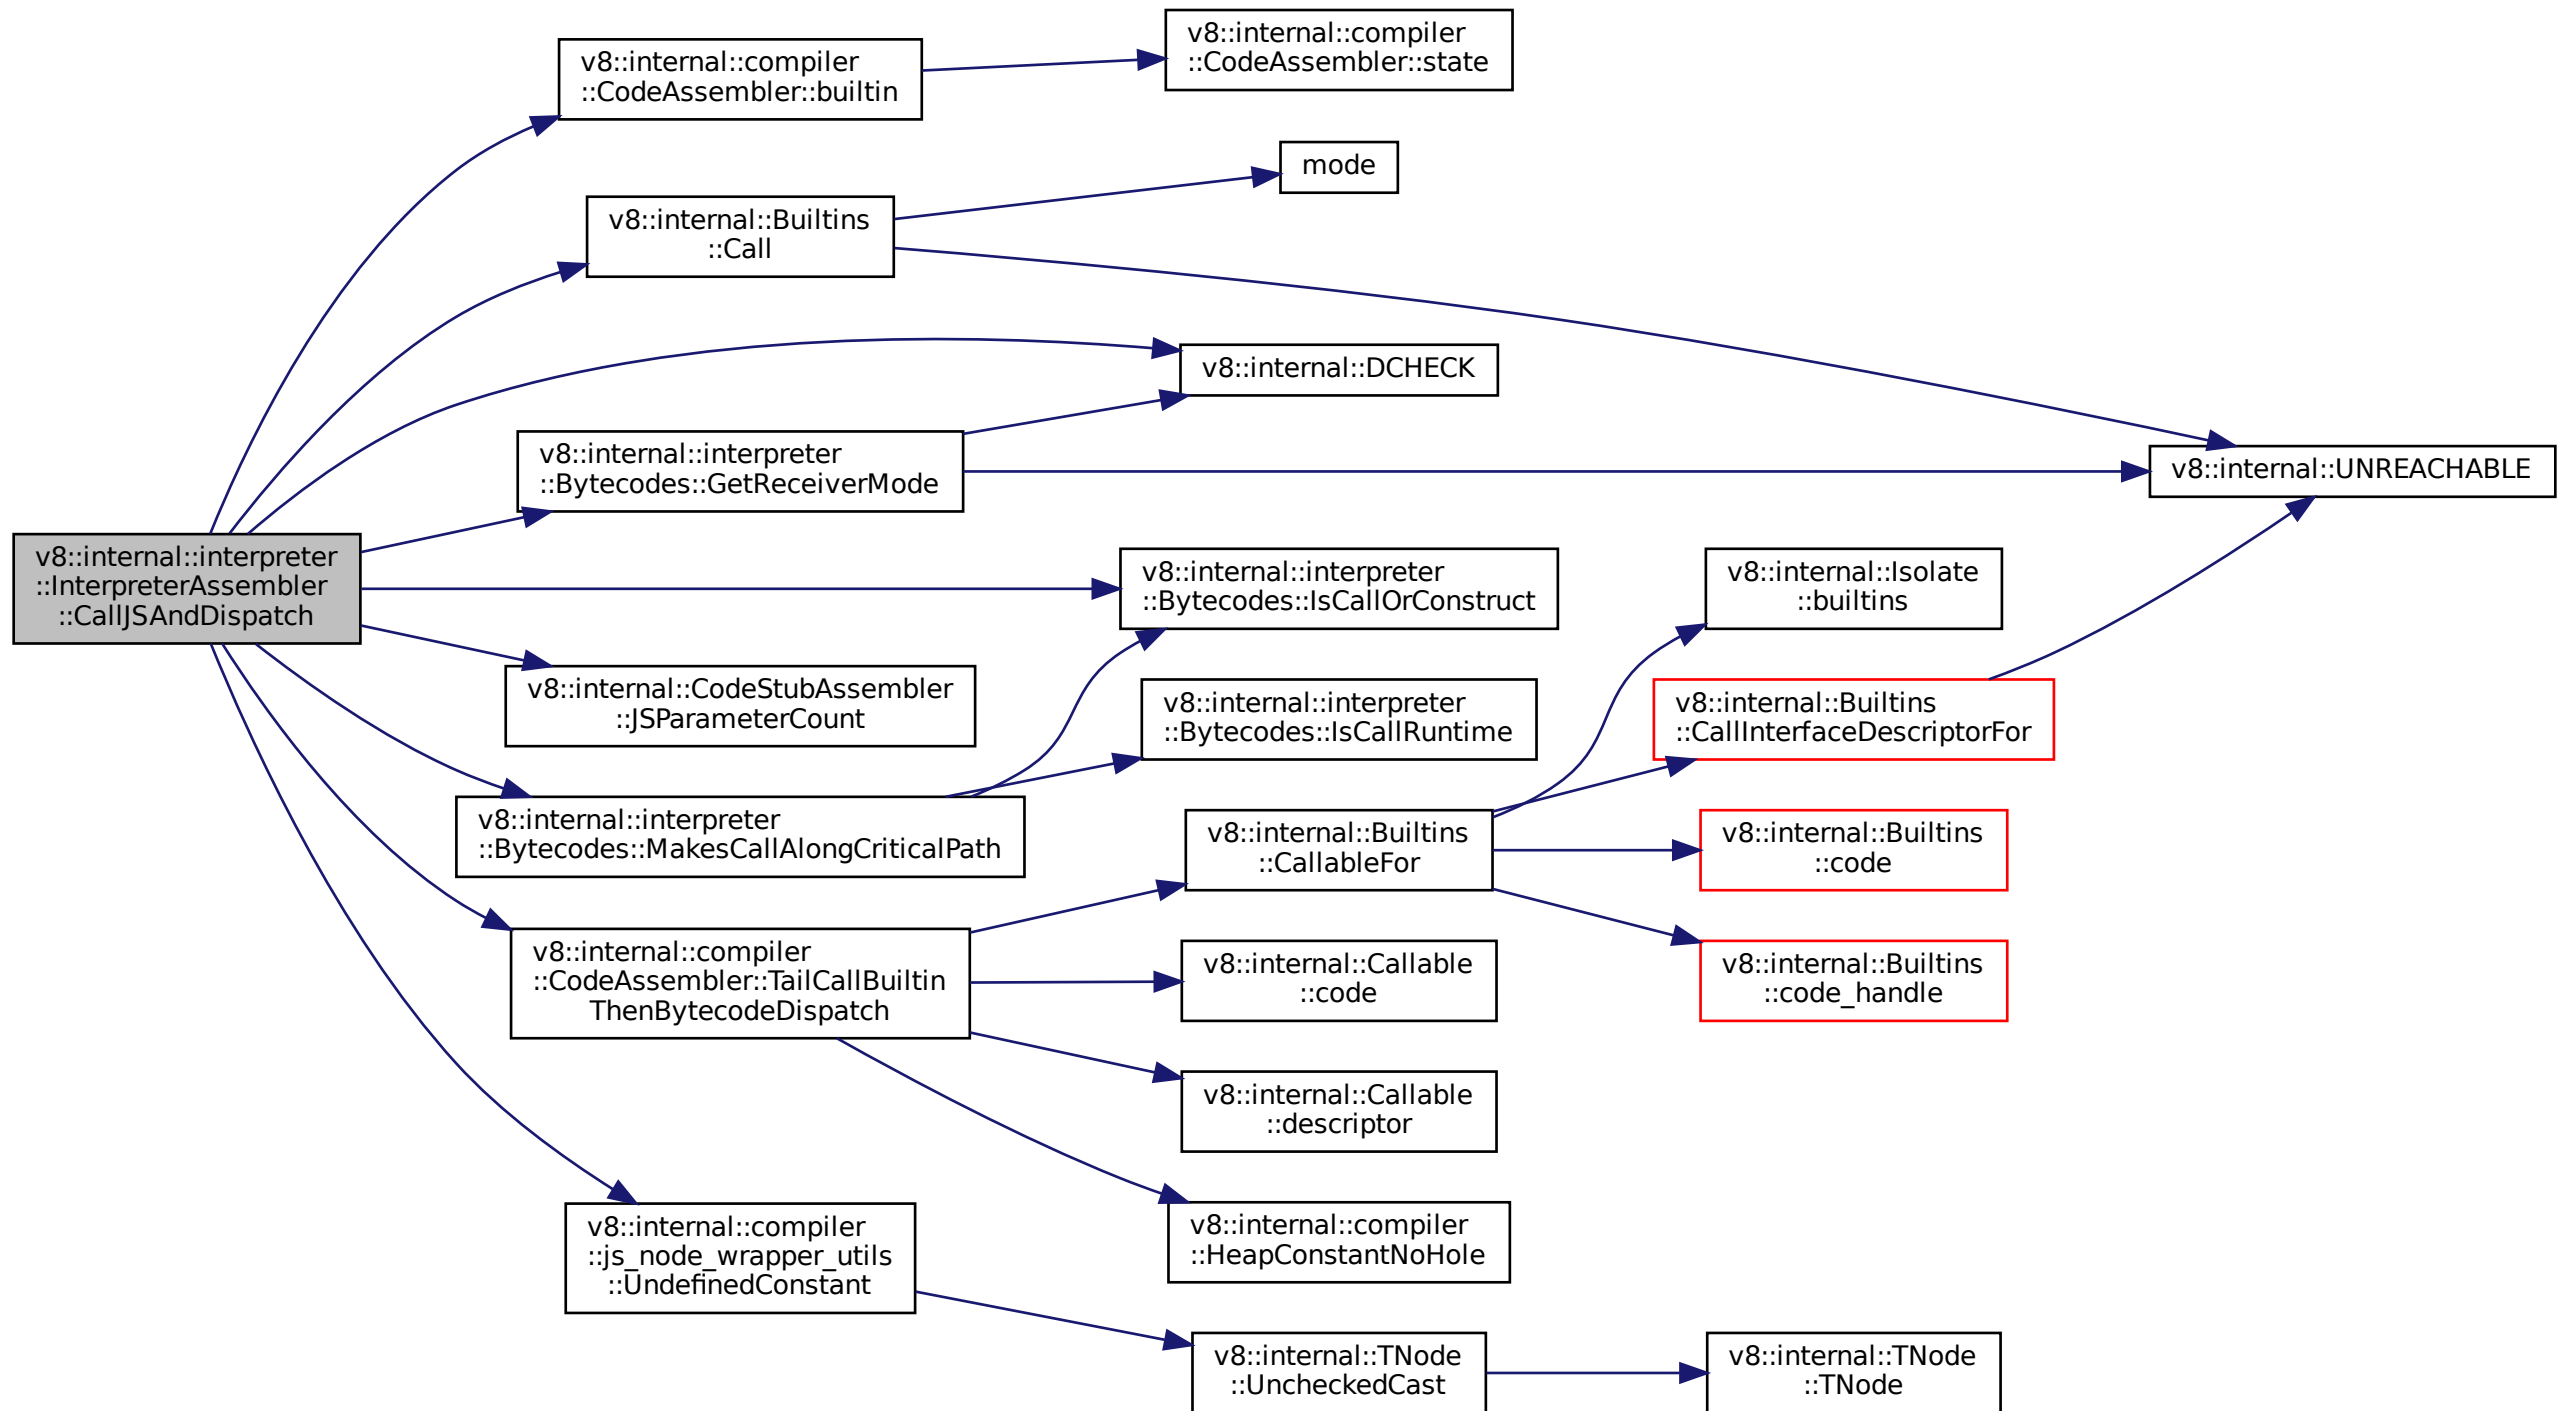 v8::internal::interpreter
::InterpreterAssembler
::CallJSAndDispatch
v8::internal::compiler
::CodeAssembler::builtin
v8::internal::compiler
::CodeAssembler::state
v8::internal::Builtins
::Call
mode
v8::internal::UNREACHABLE
v8::internal::DCHECK
v8::internal::interpreter
::Bytecodes::GetReceiverMode
v8::internal::interpreter
::Bytecodes::IsCallOrConstruct
v8::internal::CodeStubAssembler
::JSParameterCount
v8::internal::interpreter
::Bytecodes::MakesCallAlongCriticalPath
v8::internal::interpreter
::Bytecodes::IsCallRuntime
v8::internal::compiler
::CodeAssembler::TailCallBuiltin
ThenBytecodeDispatch
v8::internal::Builtins
::CallableFor
v8::internal::Isolate
::builtins
v8::internal::Builtins
::CallInterfaceDescriptorFor
v8::internal::Builtins
::code
v8::internal::Builtins
::code_handle
v8::internal::Callable
::code
v8::internal::Callable
::descriptor
v8::internal::compiler
::HeapConstantNoHole
v8::internal::compiler
::js_node_wrapper_utils
::UndefinedConstant
v8::internal::TNode
::UncheckedCast
v8::internal::TNode
::TNode